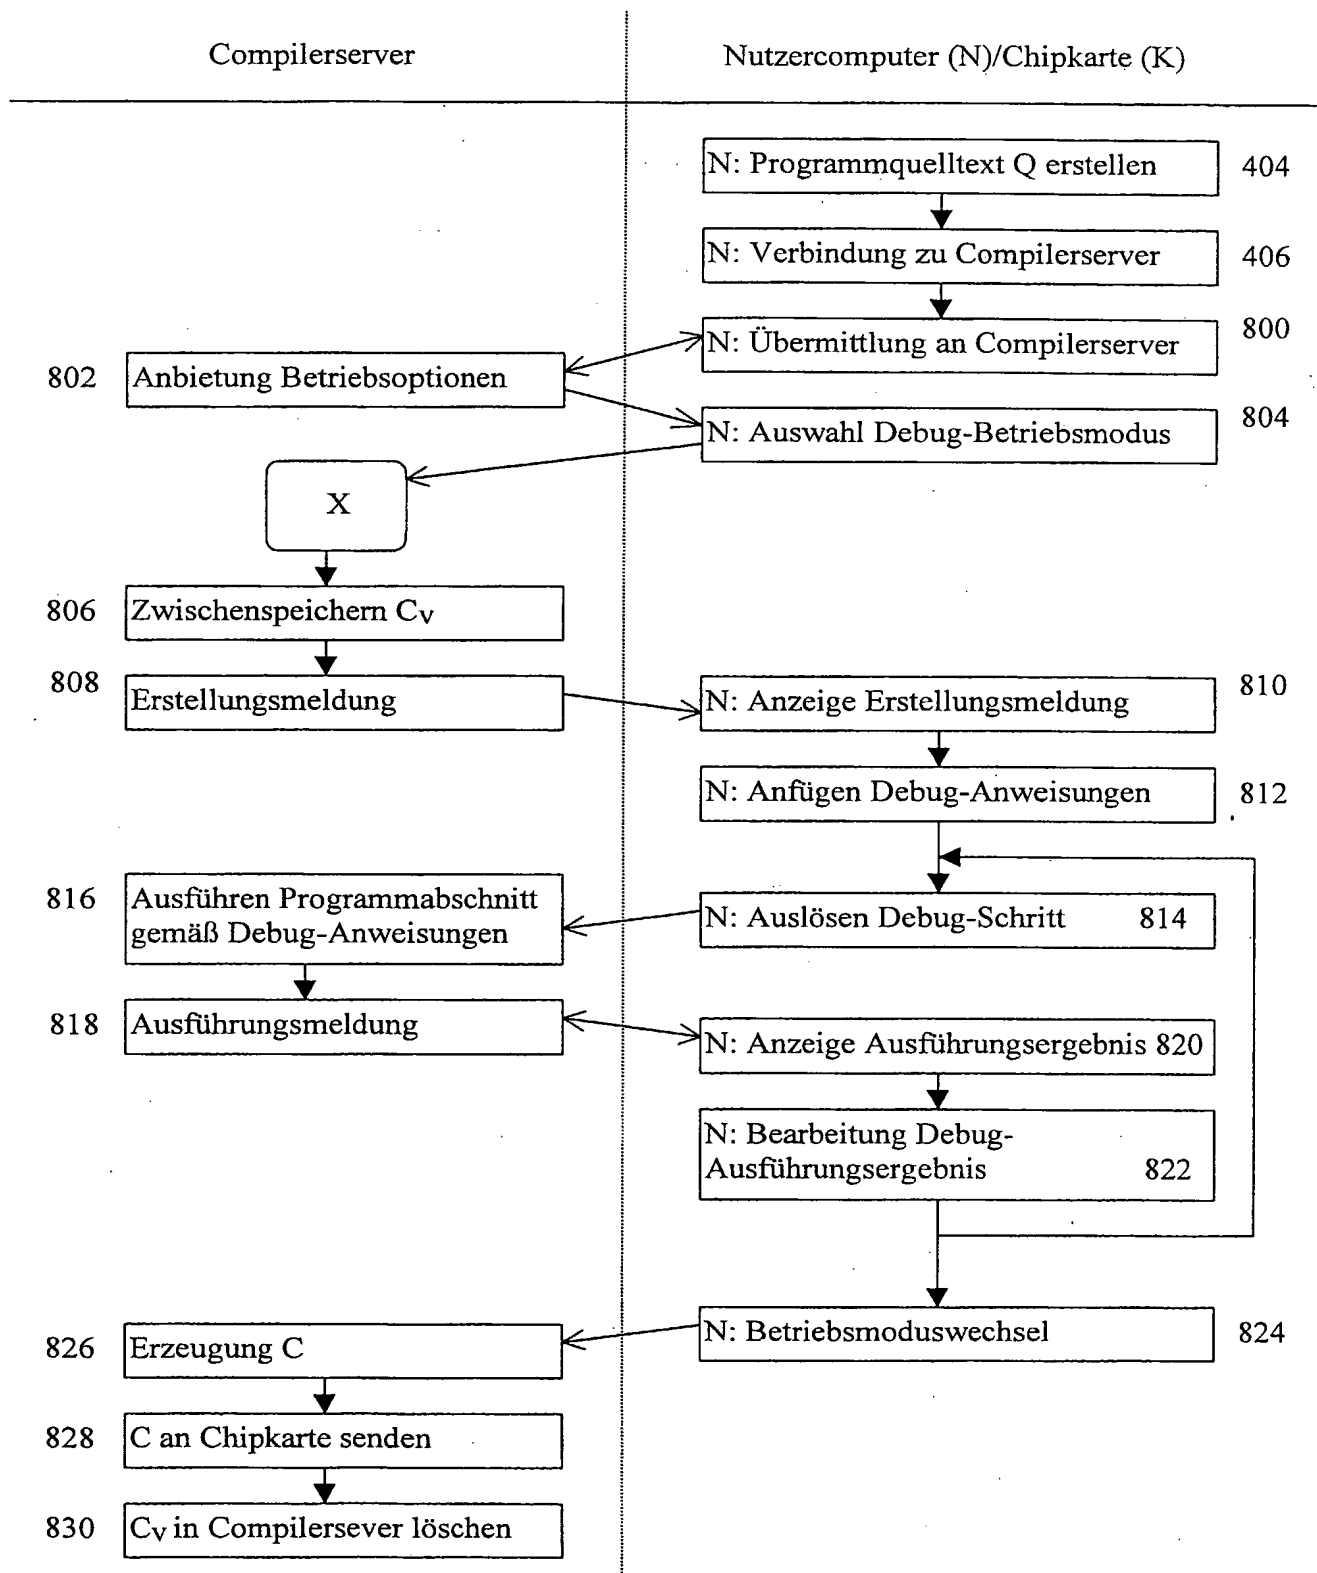 Compilerserver
Nutzercomputer (N)/Chipkarte (K)
N: Programmquelltext Q erstellen 404
N: Verbindung zu Compilerserver 406
N: Übermittlung an Compilerserver 800
802 Anbietung Betriebsoptionen
N: Auswahl Debug-Betriebsmodus 804
X
806 Zwischenspeichern Cv
808 Erstellungsmeldung
N: Anzeige Erstellungsmeldung 810
N: Anfügen Debug-Anweisungen 812
816 Ausführen Programmabschnitt
gemäß Debug-Anweisungen
N: Auslösen Debug-Schritt 814
818 Ausführungsmeldung
N: Anzeige Ausführungsergebnis 820
N: Bearbeitung Debug-
Ausführungsergebnis 822
N: Betriebsmoduswechsel 824
826 Erzeugung C
828 C an Chipkarte senden
830 Cv in Compilersever löschen